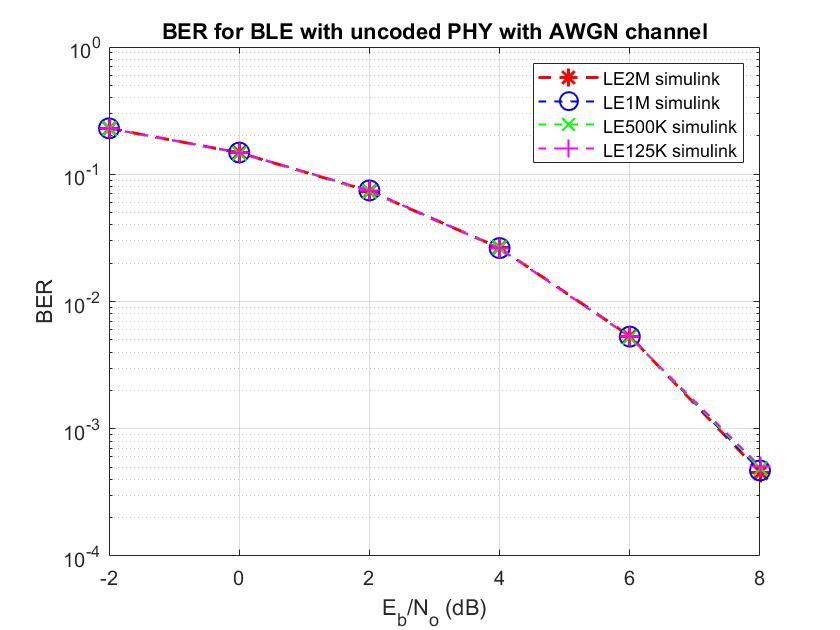 BER for BLE with uncoded PHY with AWGN channel
10^0
LE2M simulink
LE1M simulink
LE500K simulink
LE125K simulink
10^-1
10^-2
BER
10^-3
10^-4
-2 0 2 4 6 8
E_b/N_o (dB)